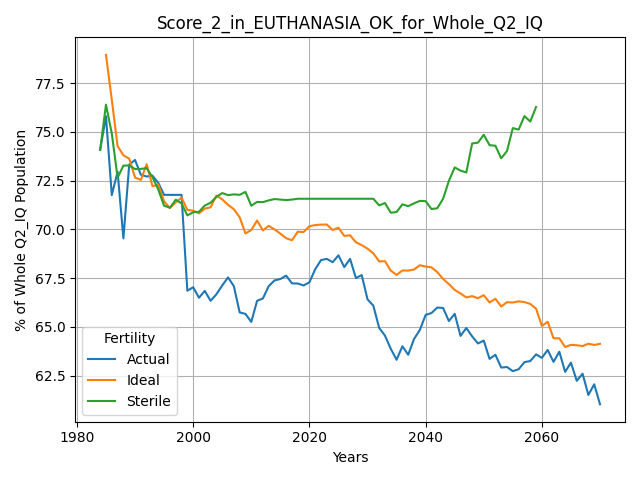 Score_2_in_EUTHANASIA_OK_for_Whole_Q2_IQ
% of Whole Q2_IQ Population
77.5
75.0
72.5
70.0
67.5
65.0
62.5
Fertility
Actual
Ideal
Sterile
1980
2000
2020
2040
2060
Years